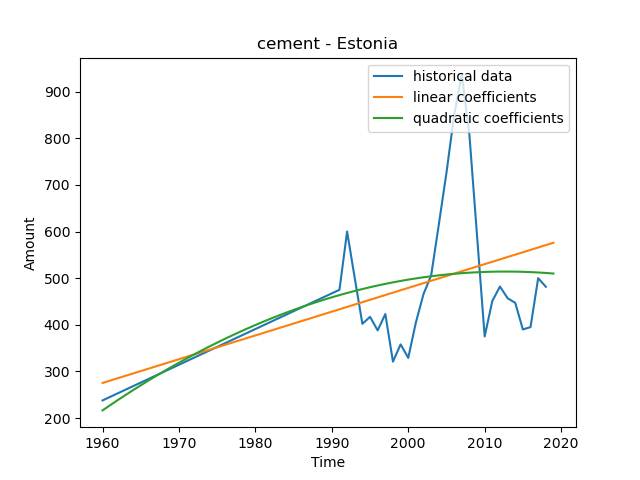 cement - Estonia
historical data
linear coefficients
quadratic coefficients
Amount
900
800
700
600
500
400
300
200
1960 1970 1980 1990 2000 2010 2020
Time